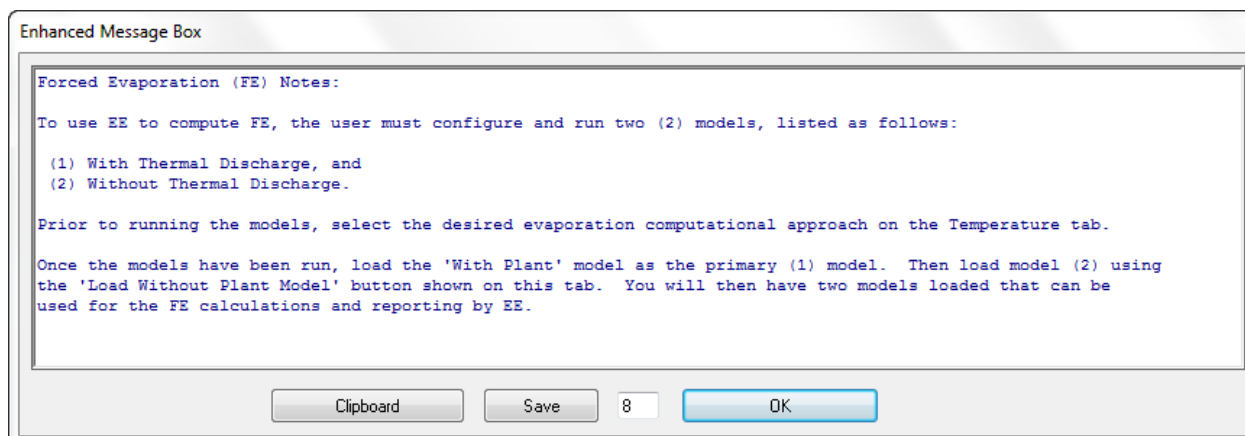 Enhanced Message Box
Forced Evaporation (FE) Notes:
To use EE to compute FE, the user must configure and run two (2) models, listed as follows:
(1) With Thermal Discharge, and
(2) Without Thermal Discharge.
Prior to running the models, select the desired evaporation computational approach on the Temperature tab.
Once the models have been run, load the 'With Plant' model as the primary (1) model.  Then load model (2) using
the 'Load Without Plant Model' button shown on this tab.  You will then have two models loaded that can be
used for the FE calculations and reporting by EE.
Clipboard Save 8 OK